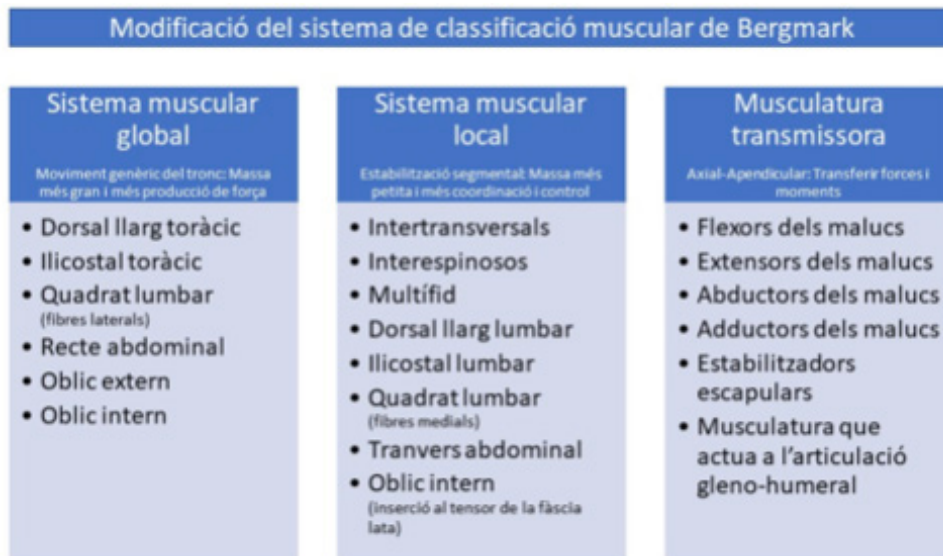 Modificació del sistema de classificació muscular de Bergmark
Sistema muscular
global
Moviment genèric del tronc: Massa
més gran i més producció de força
• Dorsal llarg toràcic
• Ilicostal toràcic
• Quadrat lumbar
(fibres laterals)
• Recte abdominal
• Oblic extern
• Oblic intern
Sistema muscular
local
Estabilització segmental: Massa més
petita i més coordinació i control
• Intertransversals
• Interespinosos
• Multífid
• Dorsal llarg lumbar
• Ilicostal lumbar
• Quadrat lumbar
(fibres medials)
• Tranvers abdominal
• Oblic intern
(inserció al tensor de la fàscia
lata)
Musculatura
transmissora
Axial-Apendicular: Transferir forces i
moments
• Flexors dels malucs
• Extensors dels malucs
• Abductors dels malucs
• Adductors dels malucs
• Estabilitzadors
escapulars
• Musculatura que
actua a l'articulació
gleno-humeral